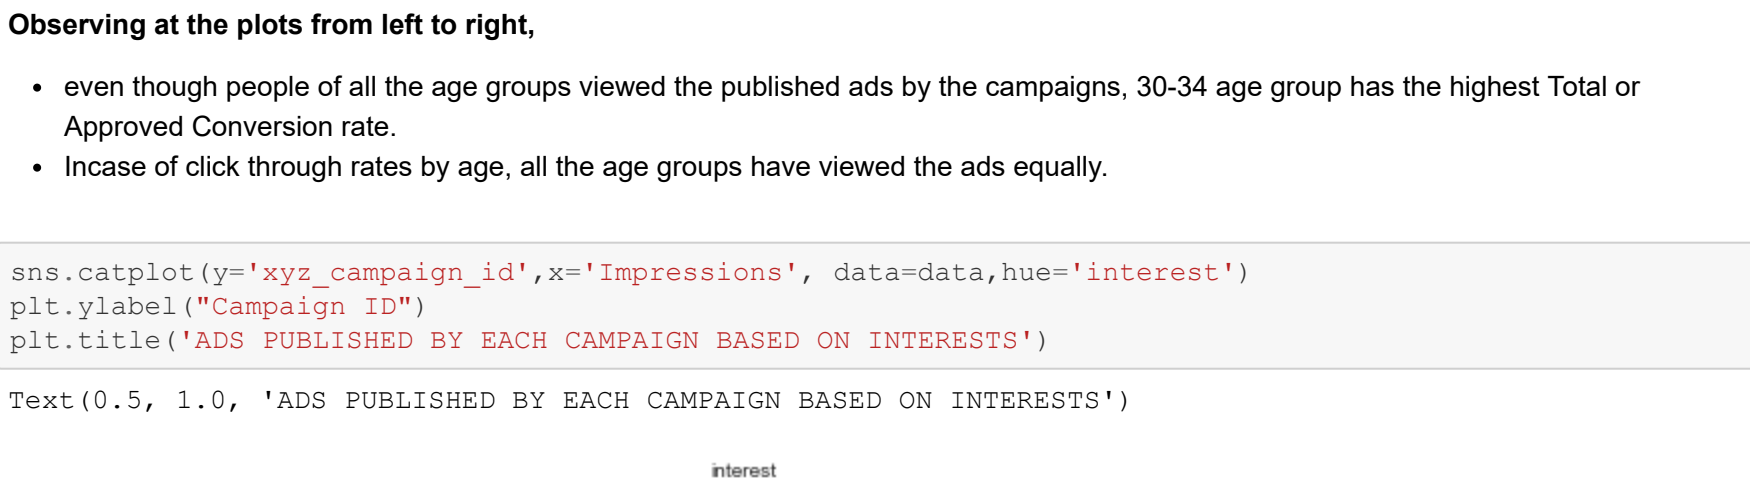 Observing at the plots from left to right,
even though people of all the age groups viewed the published ads by the campaigns, 30-34 age group has the highest Total or
Approved Conversion rate.
Incase of click through rates by age, all the age groups have viewed the ads equally.
sns.catplot(y='xyz_campaign_id',x='Impressions', data=data,hue='interest')
plt.ylabel("Campaign ID")
plt.title('ADS PUBLISHED BY EACH CAMPAIGN BASED ON INTERESTS')
Text(0.5, 1.0, 'ADS PUBLISHED BY EACH CAMPAIGN BASED ON INTERESTS')
interest